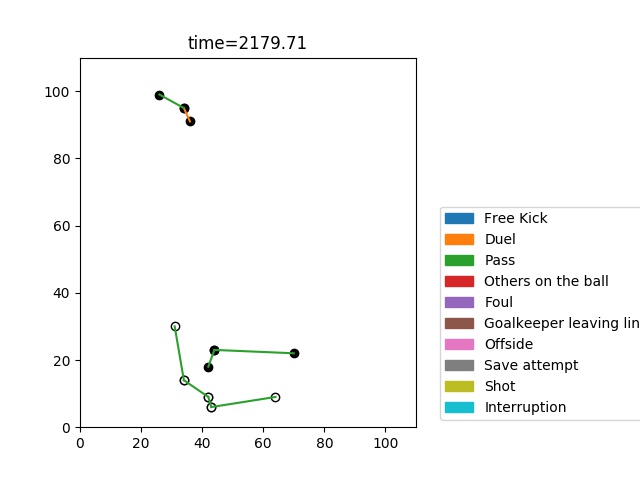 time=2179.71
100
80
60
40
20
0
0 20 40 60 80 100
Free Kick
Duel
Pass
Others on the ball
Foul
Goalkeeper leaving lin
Offside
Save attempt
Shot
Interruption